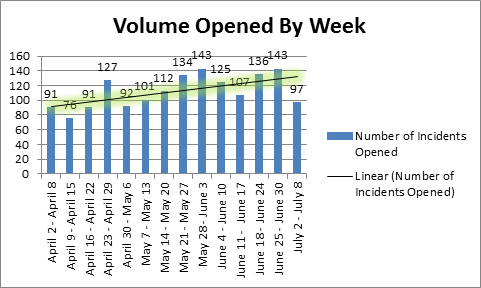 Volume Opened By Week
160
140
120
100
80
60
40
20
0
91
76
91
127
92
101
112
134
143
125
107
136
143
97
April 2 - April 8
April 9 - April 15
April 16 - April 22
April 23 - April 29
April 30 - May 6
May 7 - May 13
May 14 - May 20
May 21 - May 27
May 28 - June 3
June 4 - June 10
June 11 - June 17
June 18 - June 24
June 25 - June 30
July 2 - July 8
Number of Incidents
Opened
Linear (Number of
Incidents Opened)